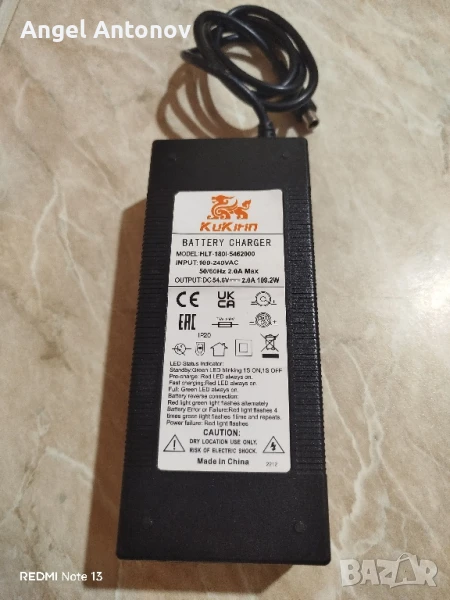 Angel Antonov
KuKirin
BATTERY CHARGER
MODEL: HLT-180I-5462000
INPUT: 100-240VAC
50/60Hz 2.0A Max
OUTPUT: DC 54.6V 2.0A 109.2W
CE
UK
CA
EAC
IP20
LED Status Indicator:
Standby:Green LED blinking 1S ON,1S OFF
Pre-charge: Red LED always on.
Fast charging:Red LED always on.
Full: Green LED always on.
Battery reverse connection:
Red light,green light flashes alternately
Battery Error or Failure:Red light flashes 4
times green light flashes 1time and repeats.
Power failure: Red light flashes.
CAUTION:
DRY LOCATION USE ONLY.
RISK OF ELECTRIC SHOCK.
Made in China
REDMI Note 13
BAZAR